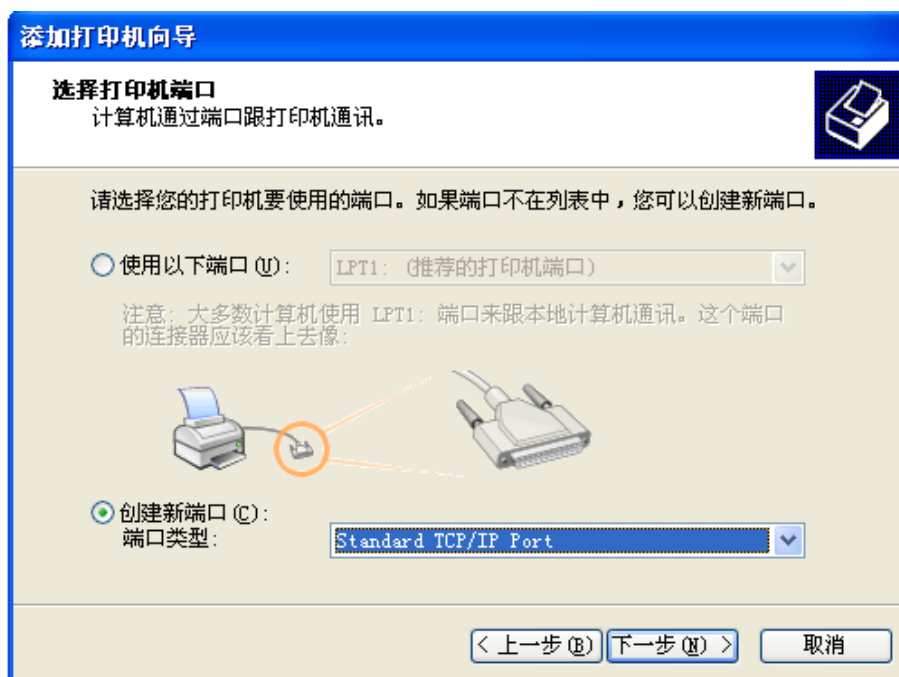 添加打印机向导
选择打印机端口
计算机通过端口跟打印机通讯。
请选择您的打印机要使用的端口。如果端口不在列表中，您可以创建新端口。
使用以下端口(U): LPT1: (推荐的打印机端口)
注意: 大多数计算机使用 LPT1: 端口来跟本地计算机通讯。这个端口
的连接器应该看上去像:
创建新端口(C):
端口类型: Standard TCP/IP Port
< 上一步(B) 下一步(N) > 取消